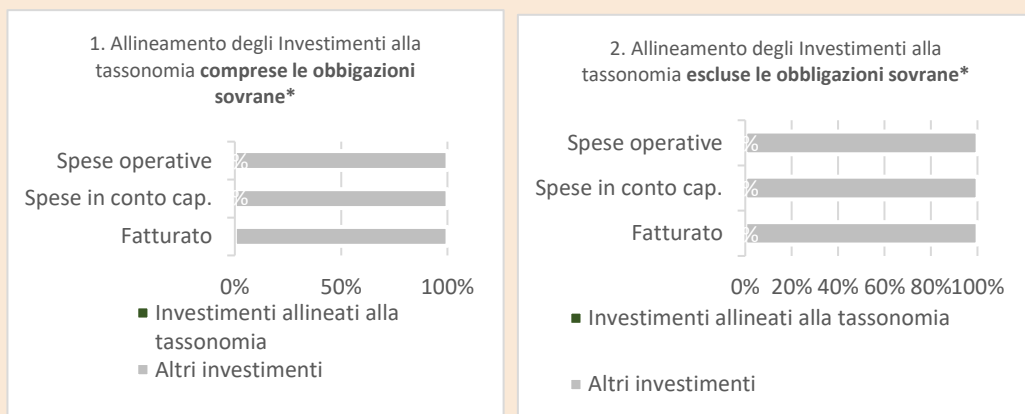 1. Allineamento degli Investimenti alla
tassonomia comprese le obbigazioni
sovrane*
Spese operative
%
Spese in conto cap.
%
Fatturato
0% 50% 100%
Investimenti allineati alla
tassonomia
Altri investimenti
2. Allineamento degli Investimenti alla
tassonomia escluse le obbligazioni sovrane*
Spese operative
%
Spese in conto cap.
%
Fatturato
%
0% 20% 40% 60% 80%100%
Investimenti allineati alla tassonomia
Altri investimenti